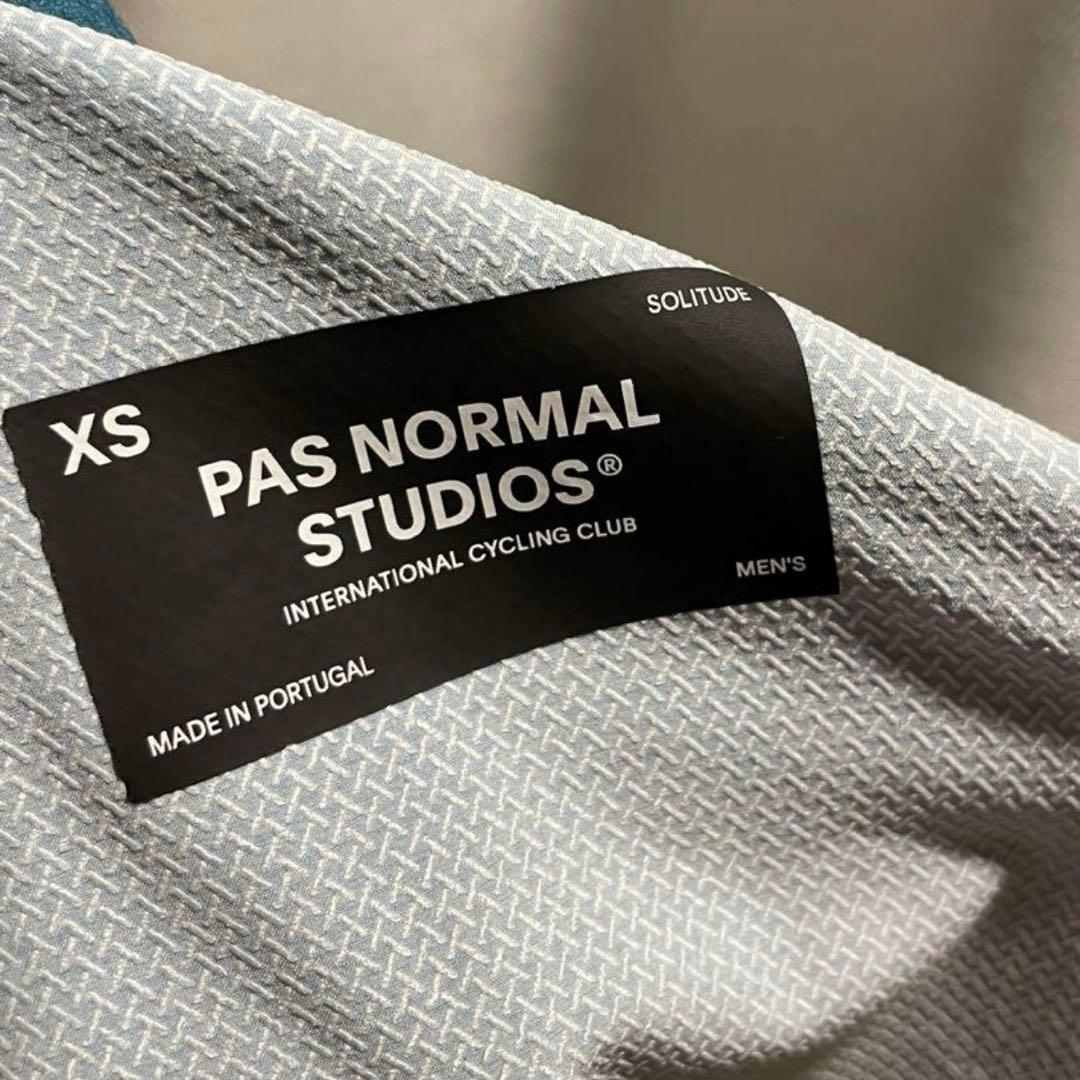 SOLITUDE
XS
PAS NORMAL
STUDIOS®
INTERNATIONAL CYCLING CLUB
MEN'S
MADE IN PORTUGAL